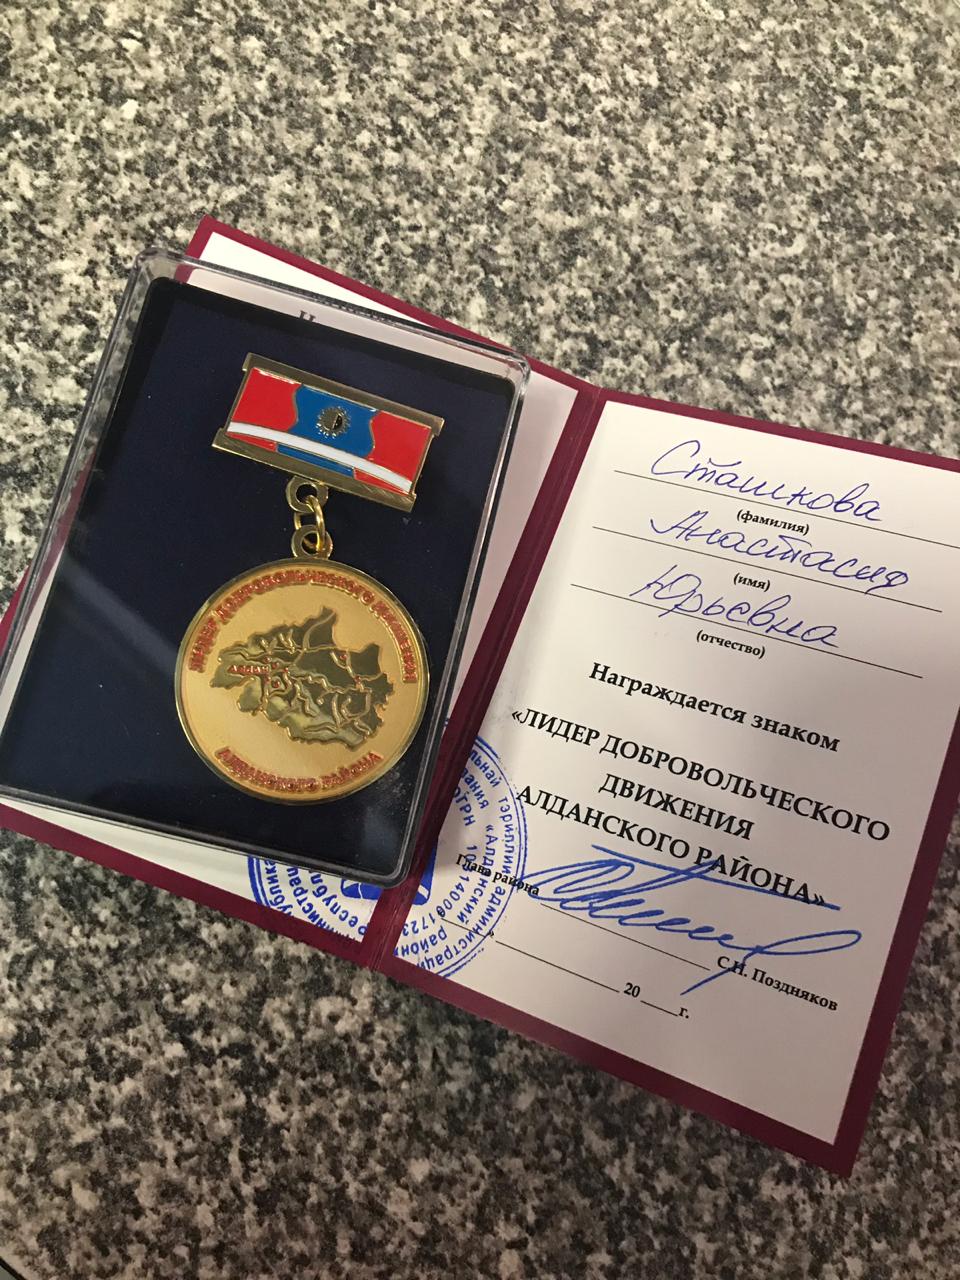 ЛИДЕР ДОБРОВОЛЬЧЕСКОГО ДВИЖЕНИЯ
АЛДАН
АЛДАНСКОГО РАЙОНА
Сташкова
(фамилия)
Анастасия
(имя)
Юрьевна
(отчество)
Награждается знаком
«ЛИДЕР ДОБРОВОЛЬЧЕСКОГО
ДВИЖЕНИЯ
АЛДАНСКОГО РАЙОНА»
Глава района
С.Н. Поздняков
20 г.